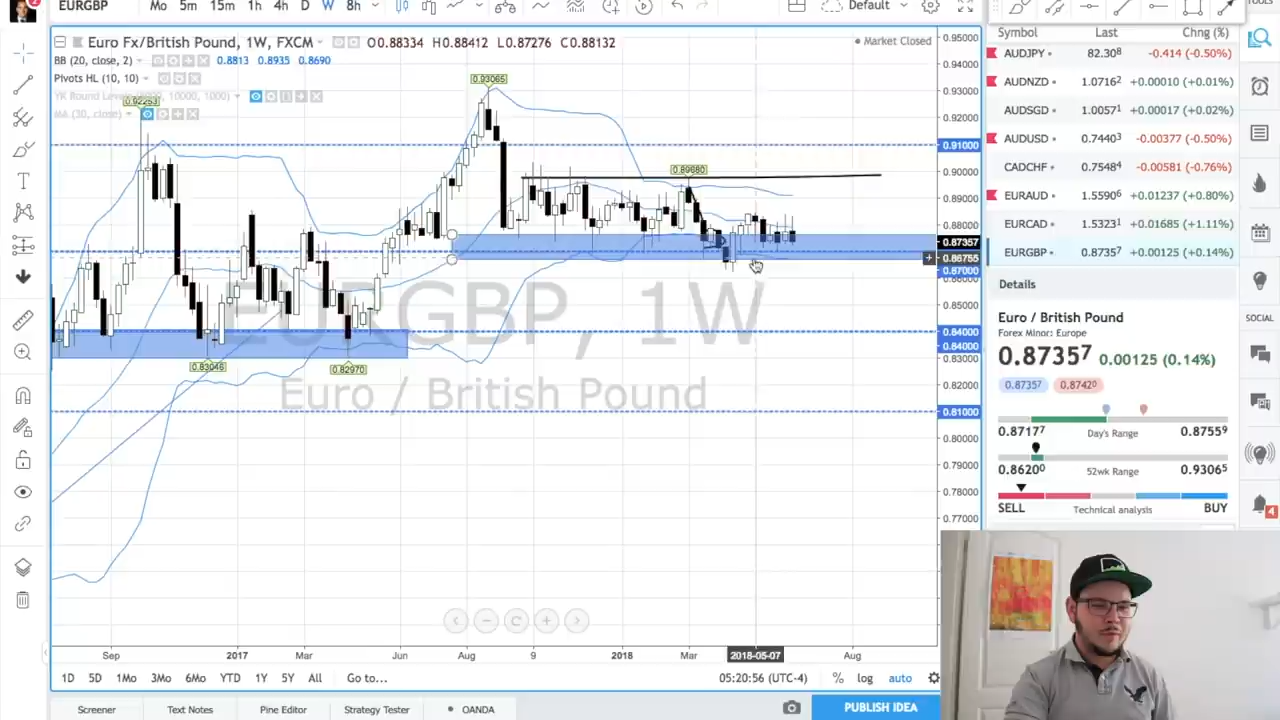 EURGBP Mo 5m 15m 1h 4h D W 8h Default
Euro Fx/British Pound, 1W, FXCM O0.88334 H0.88412 L0.87276 C0.88132
Market Closed
BB (20, close, 2) 0.8813 0.8935 0.8690
Pivots HL (10, 10)
YK Round Levels
MA (30, close)
0.92253
0.93065
0.89680
0.83046
0.82970
EURGBP, 1W
Euro / British Pound
0.95000
0.94000
0.93000
0.92000
0.91000
0.90000
0.89000
0.88000
0.87357
0.86755
0.87000
0.85000
0.84000
0.84000
0.83000
0.82000
0.81000
0.80000
0.79000
0.78000
0.77000
Sep 2017 Mar Jun Aug 9 2018 Mar 2018-05-07 Aug
1D 5D 1Mo 3Mo 6Mo YTD 1Y 5Y All Go to... 05:20:56 (UTC-4) % log auto
Screener Text Notes Pine Editor Strategy Tester OANDA PUBLISH IDEA
Symbol Last Chng (%)
AUDJPY 82.308 -0.414 (-0.50%)
AUDNZD 1.07162 +0.00010 (+0.01%)
AUDSGD 1.00571 +0.00017 (+0.02%)
AUDUSD 0.74403 -0.00377 (-0.50%)
CADCHF 0.75484 -0.00581 (-0.76%)
EURAUD 1.55906 +0.01237 (+0.80%)
EURCAD 1.53231 +0.01685 (+1.11%)
EURGBP 0.87357 +0.00125 (+0.14%)
Details
Euro / British Pound
Forex Minor: Europe
0.87357 0.00125 (0.14%)
0.87357 0.87420
0.87177 Day's Range 0.87559
0.86200 52wk Range 0.93065
SELL Technical analysis BUY
SOCIAL
4